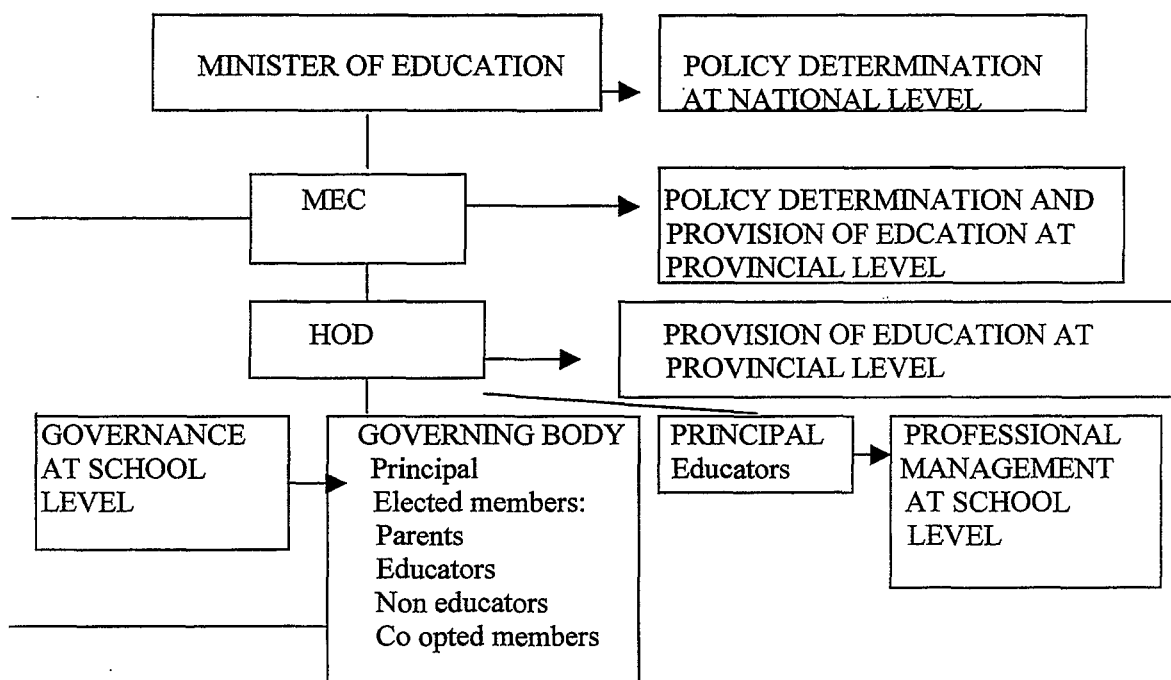 MINISTER OF EDUCATION
POLICY DETERMINATION
AT NATIONAL LEVEL
MEC
POLICY DETERMINATION AND
PROVISION OF EDCATION AT
PROVINCIAL LEVEL
HOD
PROVISION OF EDUCATION AT
PROVINCIAL LEVEL
GOVERNANCE
AT SCHOOL
LEVEL
GOVERNING BODY
Principal
Elected members:
Parents
Educators
Non educators
Co opted members
PRINCIPAL
Educators
PROFESSIONAL
MANAGEMENT
AT SCHOOL
LEVEL